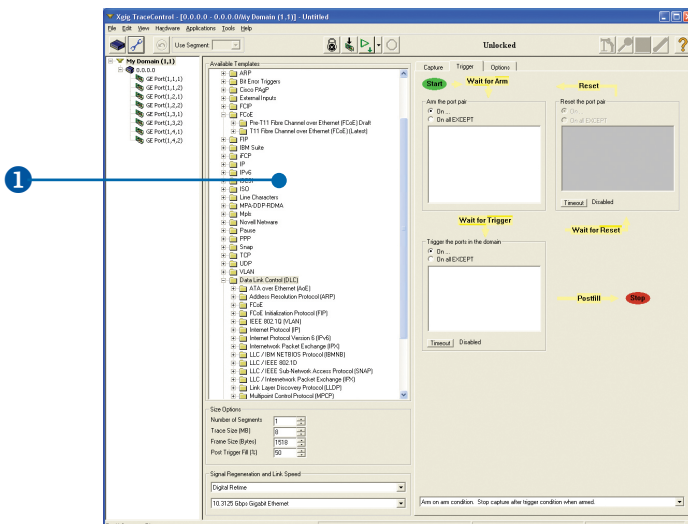 Xgig TraceControl - [0.0.0.0 - 0.0.0.0/My Domain (1,1)] - Untitled
File Edit View Hardware Applications Tools Help
Use Segment
Unlocked
My Domain (1,1)
0.0.0.0
GE Port(1,1,1)
GE Port(1,1,2)
GE Port(1,2,1)
GE Port(1,2,2)
GE Port(1,3,1)
GE Port(1,3,2)
GE Port(1,4,1)
GE Port(1,4,2)
1
Available Templates
ARP
Bit Error Triggers
Cisco PAgP
External Inputs
FCIP
FCoE
Pre-T11 Fibre Channel over Ethernet (FCoE) Draft
T11 Fibre Channel over Ethernet (FCoE) (Latest)
FIP
IBM Suite
iFCP
IP
IPv6
ISO
Line Characters
MPA-DDP-RDMA
Mpls
Novell Netware
Pause
PPP
Snap
TCP
UDP
VLAN
Data Link Control (DLC)
ATA over Ethernet (AoE)
Address Resolution Protocol (ARP)
FCoE
FCoE Initialization Protocol (FIP)
IEEE 802.1Q (VLAN)
Internet Protocol (IP)
Internet Protocol Version 6 (IPv6)
Internetwork Packet Exchange (IPX)
LLC / IBM NETBIOS Protocol (IBMNB)
LLC / IEEE 802.1D
LLC / IEEE Sub-Network Access Protocol (SNAP)
LLC / Internetwork Packet Exchange (IPX)
Link Layer Discovery Protocol (LLDP)
Multipoint Control Protocol (MPCP)
Size Options
Number of Segments 1
Trace Size (MB) 8
Frame Size (Bytes) 1518
Post Trigger Fill (%) 50
Signal Regeneration and Link Speed
Digital Retime
10.3125 Gbps Gigabit Ethernet
Capture Trigger Options
Start
Wait for Arm
Reset
Arm the port pair
On ...
On all EXCEPT
Reset the port pair
On ...
On all EXCEPT
Timeout Disabled
Wait for Trigger
Wait for Reset
Trigger the ports in the domain
On ...
On all EXCEPT
Timeout Disabled
Postfill
Stop
Arm on arm condition. Stop capture after trigger condition when armed.